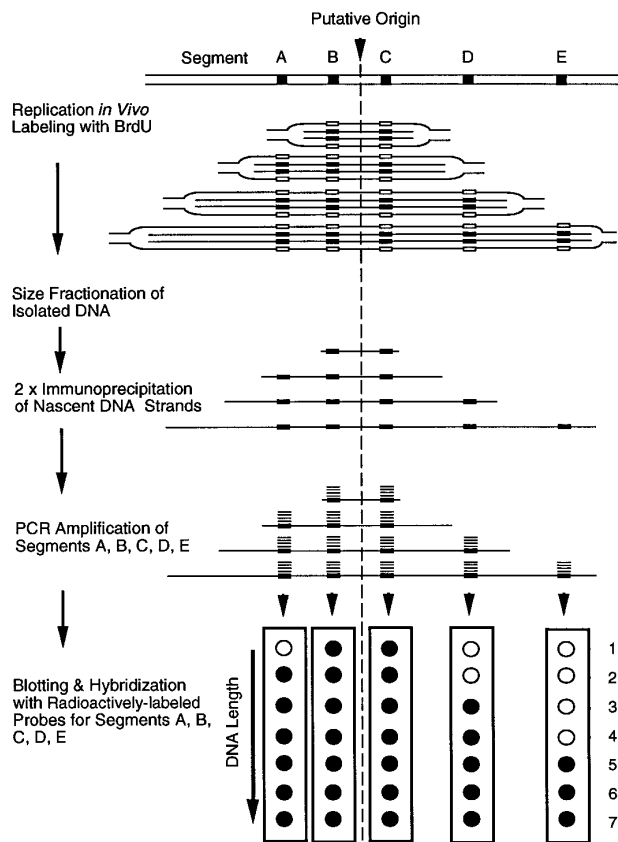 Putative Origin
Segment A B C D E
Replication in Vivo
Labeling with BrdU
Size Fractionation of
Isolated DNA
2 x Immunoprecipitation
of Nascent DNA Strands
PCR Amplification of
Segments A, B, C, D, E
Blotting & Hybridization
with Radioactively-labeled
Probes for Segments A, B,
C, D, E
DNA Length
1
2
3
4
5
6
7